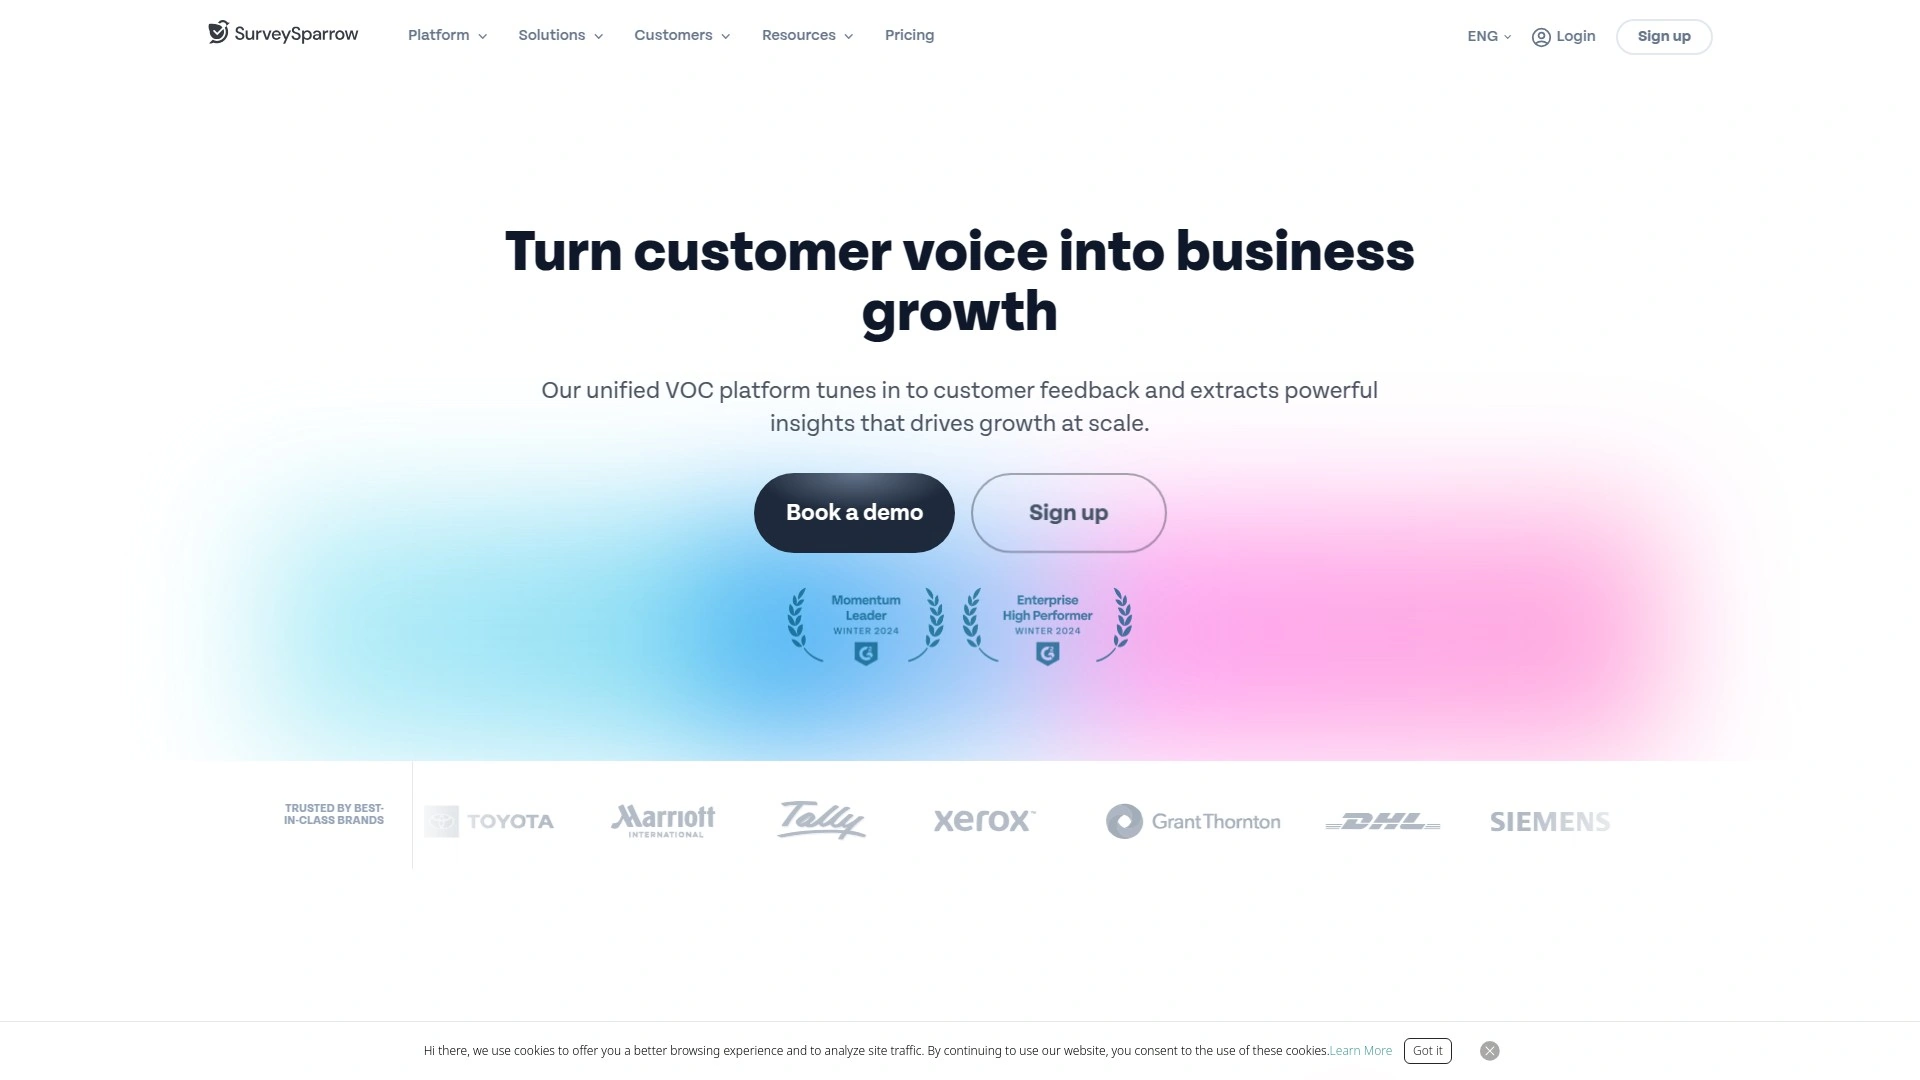 SurveySparrow
Platform
Solutions
Customers
Resources
Pricing
ENG
Login
Sign up
Turn customer voice into business
growth
Our unified VOC platform tunes in to customer feedback and extracts powerful
insights that drives growth at scale.
Book a demo
Sign up
Momentum
Leader
WINTER 2024
Enterprise
High Performer
WINTER 2024
TRUSTED BY BEST-
IN-CLASS BRANDS
TOYOTA
Marriott
INTERNATIONAL
Tally
xerox™
Grant Thornton
DHL
SIEMENS
Hi there, we use cookies to offer you a better browsing experience and to analyze site traffic. By continuing to use our website, you consent to the use of these cookies.Learn More
Got it